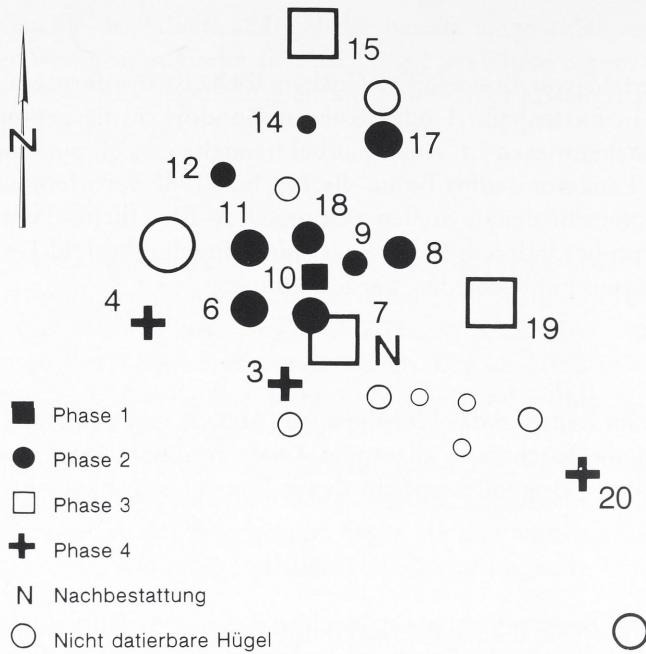 15
14
17
N
12
18
11
9
8
10
4
6
7
19
N
3
Phase 1
Phase 2
Phase 3
20
Phase 4
N Nachbestattung
Nicht datierbare Hügel